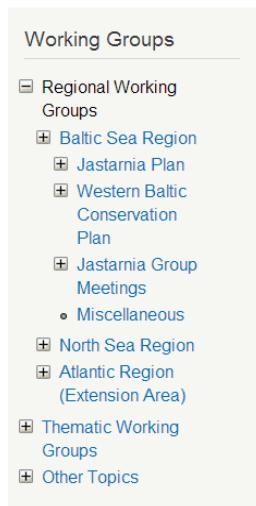 Working Groups
Regional Working
Groups
Baltic Sea Region
Jastarnia Plan
Western Baltic
Conservation
Plan
Jastarnia Group
Meetings
Miscellaneous
North Sea Region
Atlantic Region
(Extension Area)
Thematic Working
Groups
Other Topics